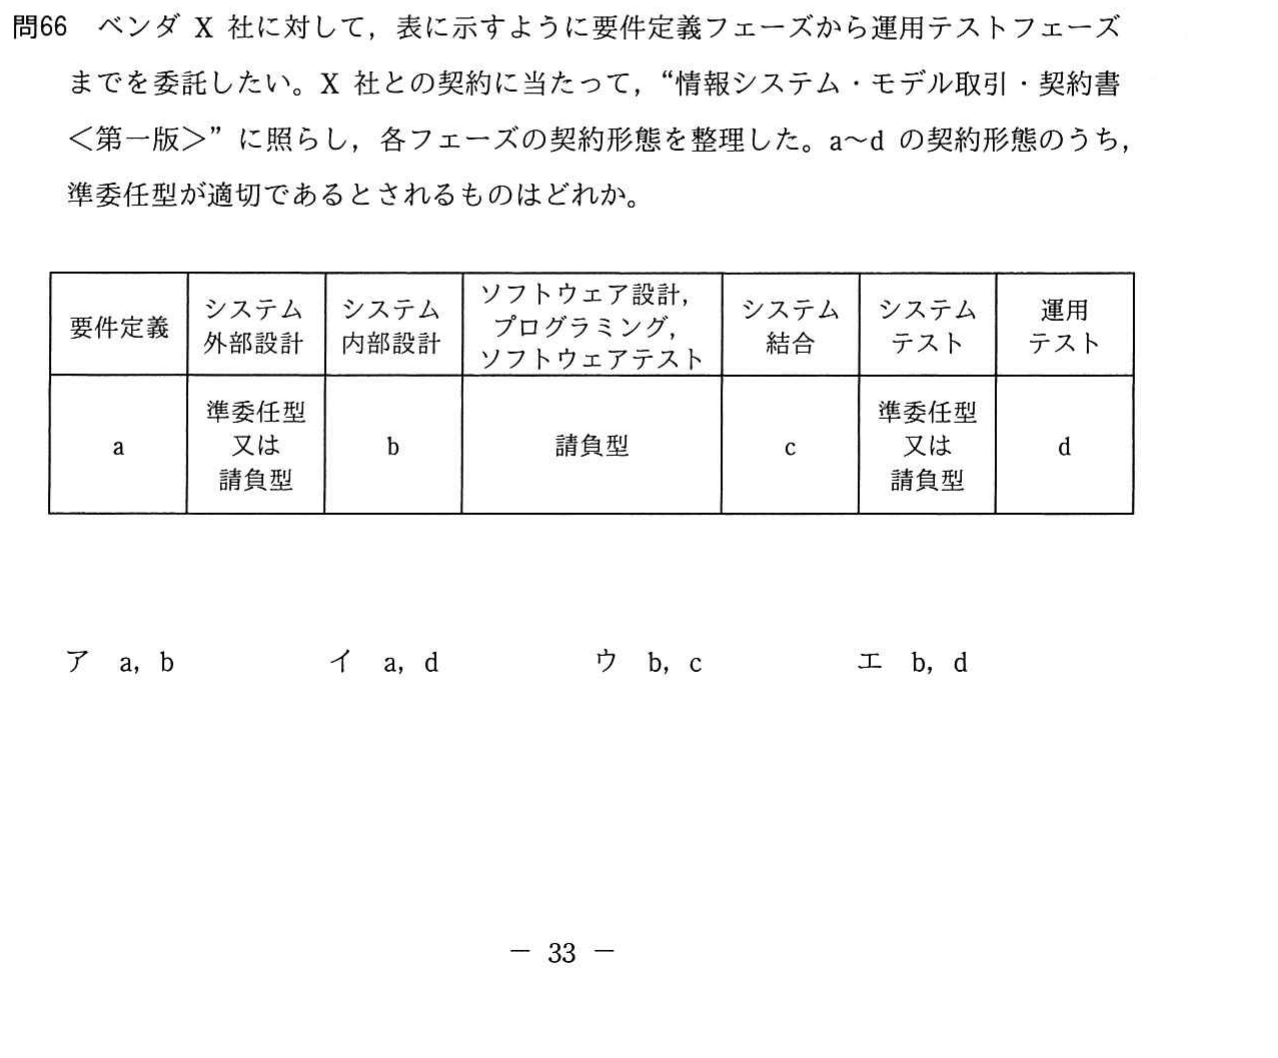 問66 ベンダ X 社に対して，表に示すように要件定義フェーズから運用テストフェーズ
までを委託したい。X 社との契約に当たって，“情報システム・モデル取引・契約書
＜第一版＞” に照らし，各フェーズの契約形態を整理した。a～d の契約形態のうち，
準委任型が適切であるとされるものはどれか。
要件定義
システム
外部設計
システム
内部設計
ソフトウェア設計，
プログラミング，
ソフトウェアテスト
システム
結合
システム
テスト
運用
テスト
a
準委任型
又は
請負型
b
請負型
c
準委任型
又は
請負型
d
ア a，b イ a，d ウ b，c エ b，d
－ 33 －